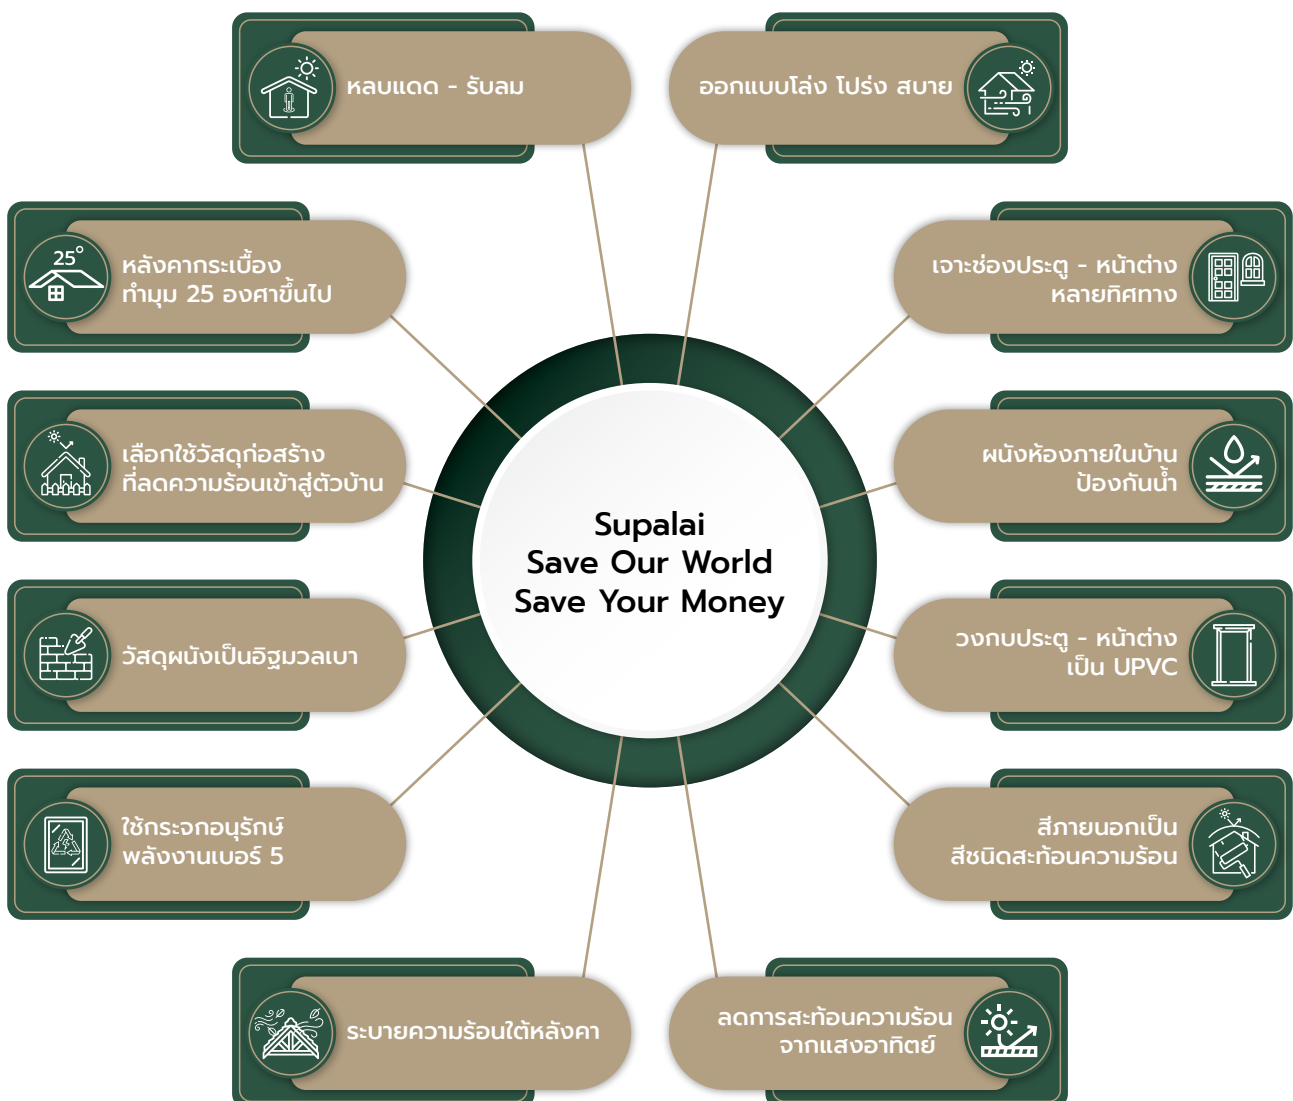 หลบแดด - รับลม
ออกแบบโล่ง โปร่ง สบาย
25°
หลังคากระเบื้อง
ทำมุม 25 องศาขึ้นไป
เจาะช่องประตู - หน้าต่าง
หลายทิศทาง
เลือกใช้วัสดุก่อสร้าง
ที่ลดความร้อนเข้าสู่ตัวบ้าน
ผนังห้องภายในบ้าน
ป้องกันน้ำ
Supalai
Save Our World
Save Your Money
วัสดุผนังเป็นอิฐมวลเบา
วงกบประตู - หน้าต่าง
เป็น UPVC
ใช้กระจกอนุรักษ์
พลังงานเบอร์ 5
สีภายนอกเป็น
สีชนิดสะท้อนความร้อน
ระบายความร้อนใต้หลังคา
ลดการสะท้อนความร้อน
จากแสงอาทิตย์